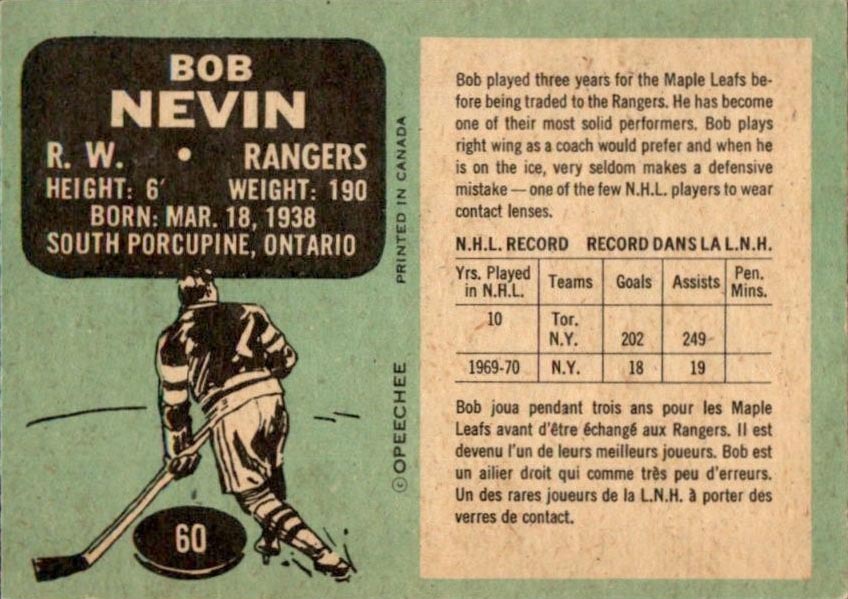 BOB
NEVIN
R. W. • RANGERS
HEIGHT: 6' WEIGHT: 190
BORN: MAR. 18, 1938
SOUTH PORCUPINE, ONTARIO
PRINTED IN CANADA
© OPEECHEE
60
Bob played three years for the Maple Leafs be-
fore being traded to the Rangers. He has become
one of their most solid performers. Bob plays
right wing as a coach would prefer and when he
is on the ice, very seldom makes a defensive
mistake — one of the few N.H.L. players to wear
contact lenses.
N.H.L. RECORD RECORD DANS LA L.N.H.
Yrs. Played in N.H.L. Teams Goals Assists Pen. Mins.
10 Tor.
N.Y. 202 249
1969-70 N.Y. 18 19
Bob joua pendant trois ans pour les Maple
Leafs avant d'être échangé aux Rangers. Il est
devenu l'un de leurs meilleurs joueurs. Bob est
un ailier droit qui comme très peu d'erreurs.
Un des rares joueurs de la L.N.H. à porter des
verres de contact.